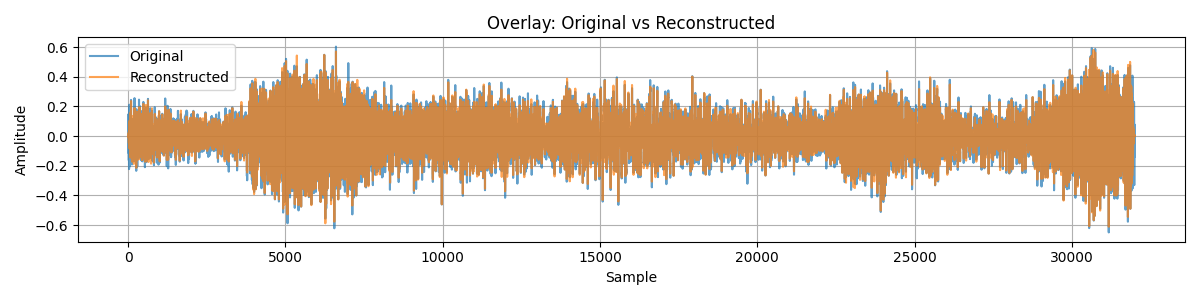 Overlay: Original vs Reconstructed
Original
Reconstructed
0.6
0.4
0.2
0.0
−0.2
−0.4
−0.6
Amplitude
0 5000 10000 15000 20000 25000 30000
Sample